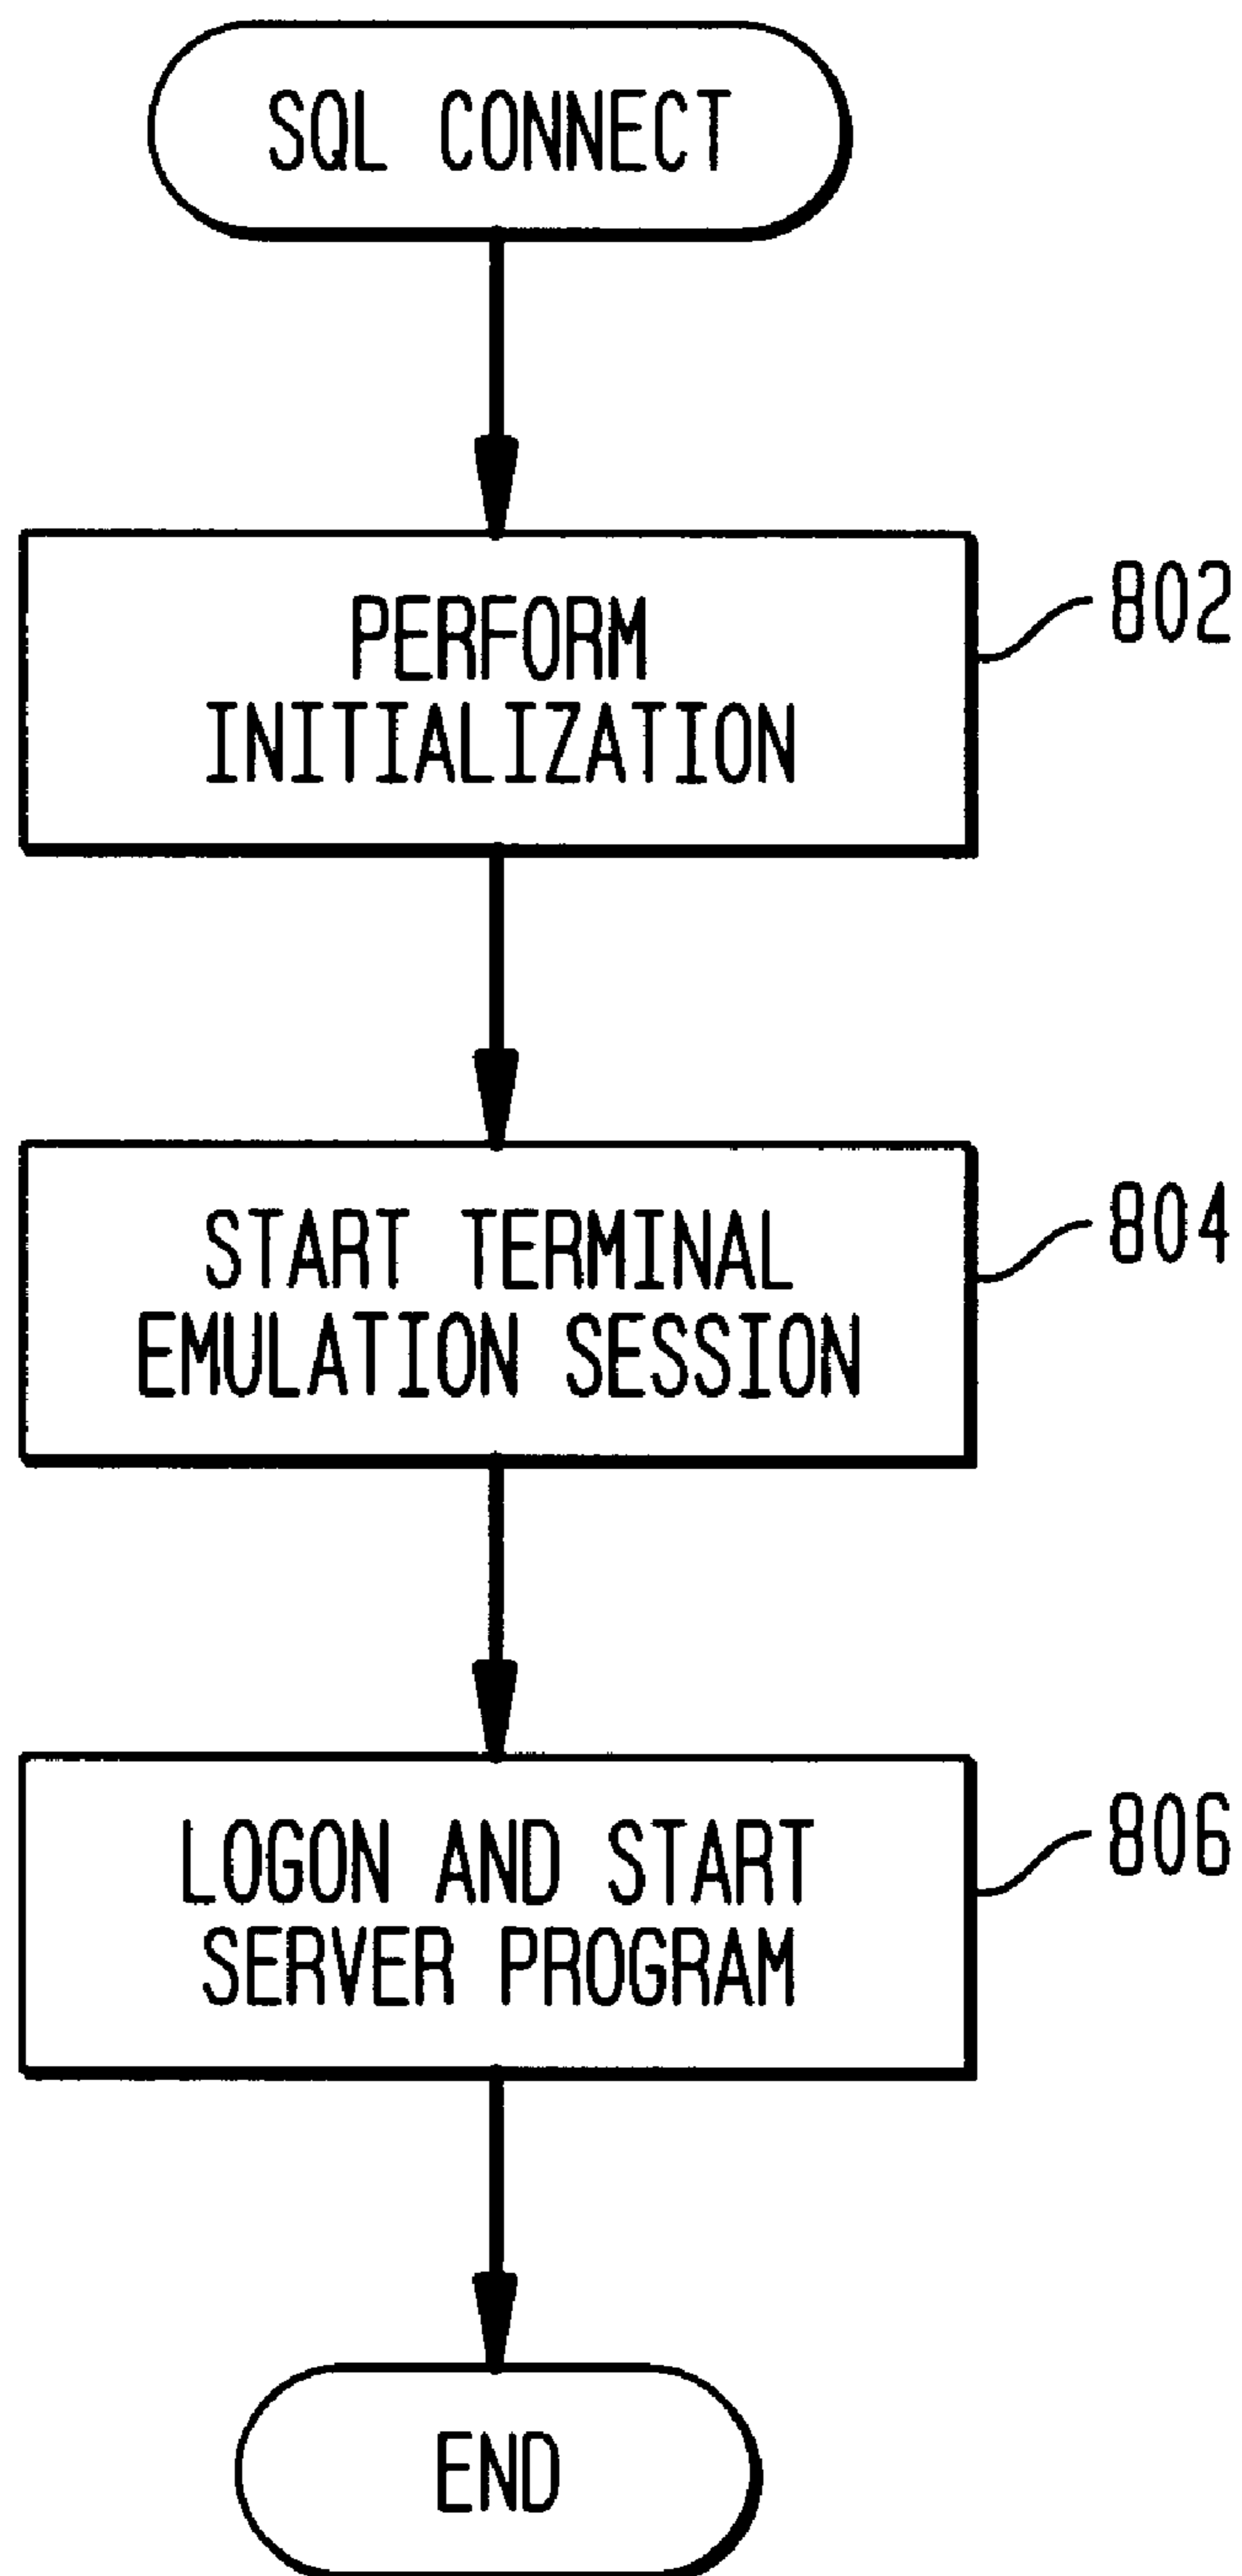 SQL CONNECT
PERFORM
INITIALIZATION
802
START TERMINAL
EMULATION SESSION
804
LOGON AND START
SERVER PROGRAM
806
END